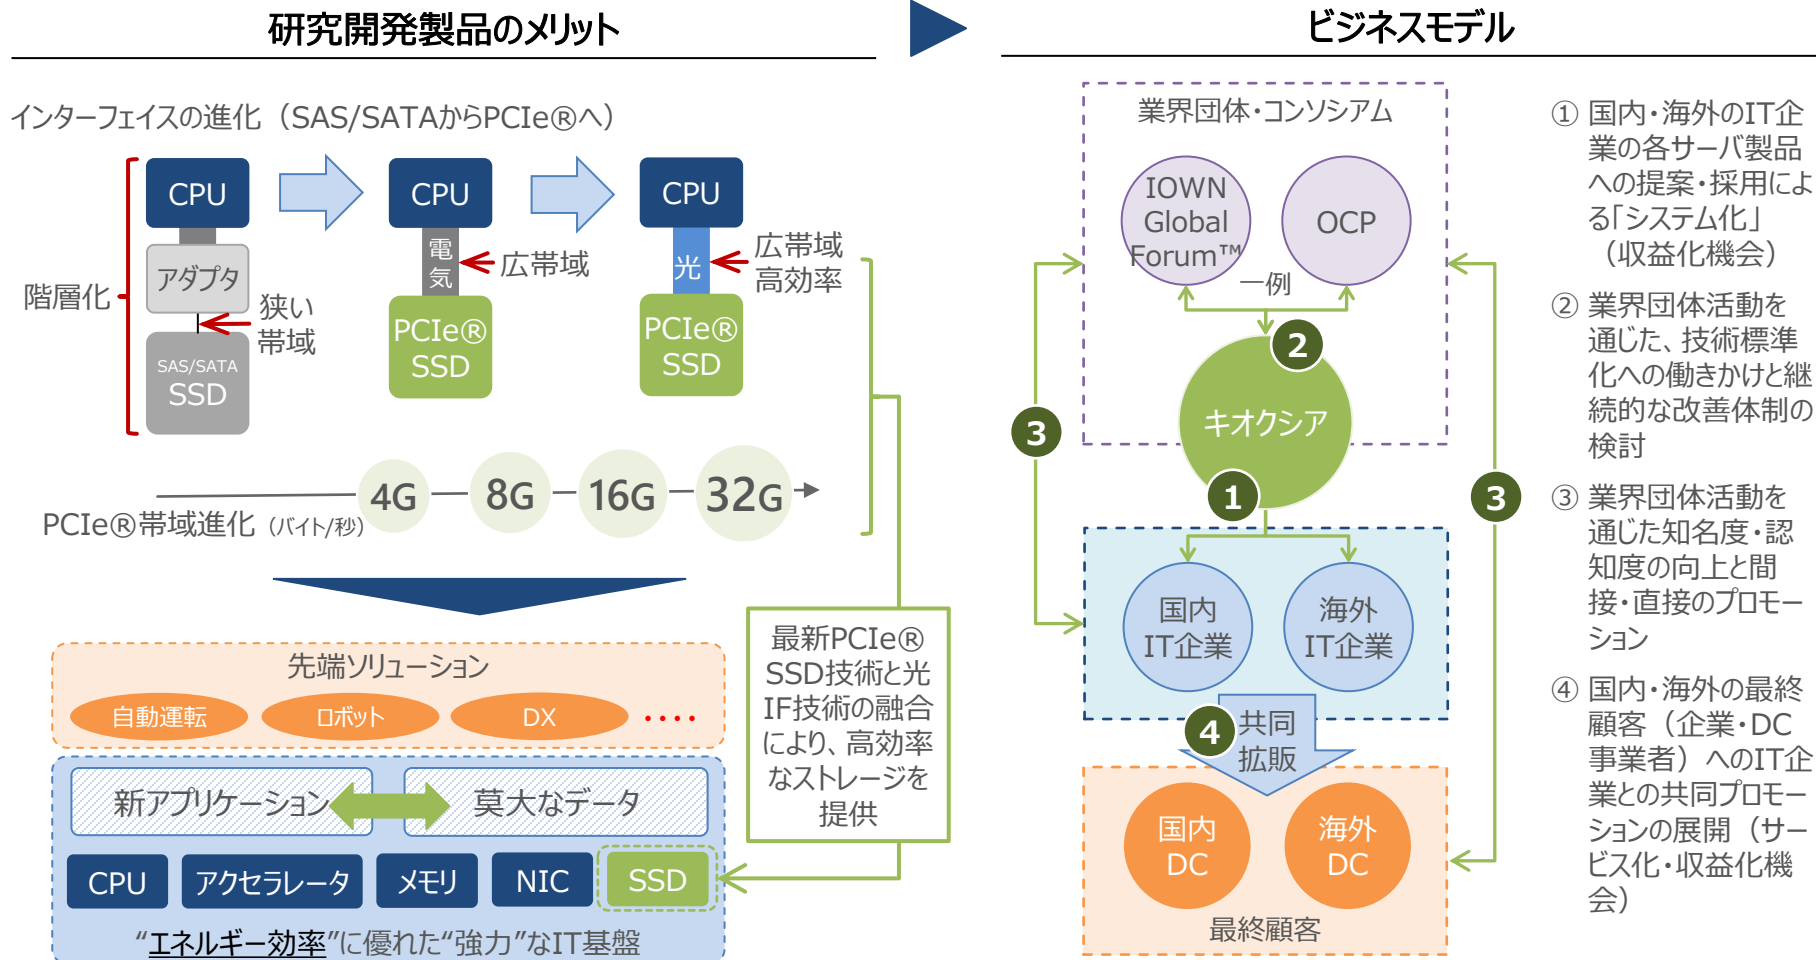 研究開発製品のメリット
インターフェイスの進化（SAS/SATAからPCIe®へ）
CPU
アダプタ
SAS/SATA
SSD
階層化
狭い
帯域
CPU
電
気
PCIe®
SSD
広帯域
CPU
光
PCIe®
SSD
広帯域
高効率
4G
8G
16G
32G
PCIe®帯域進化（バイト/秒）
最新PCIe®
SSD技術と光
IF技術の融合
により、高効率
なストレージを
提供
先端ソリューション
自動運転
ロボット
DX
・・・・
新アプリケーション
莫大なデータ
CPU
アクセラレータ
メモリ
NIC
SSD
“エネルギー効率”に優れた“強力”なIT基盤
ビジネスモデル
業界団体・コンソシアム
IOWN
Global
Forum™
OCP
一例
2
キオクシア
1
3
3
国内
IT企業
海外
IT企業
4
共同
拡販
国内
DC
海外
DC
最終顧客
① 国内・海外のIT企
業の各サーバ製品
への提案・採用によ
る「システム化」
（収益化機会）
② 業界団体活動を
通じた、技術標準
化への働きかけと継
続的な改善体制の
検討
③ 業界団体活動を
通じた知名度・認
知度の向上と間
接・直接のプロモー
ション
④ 国内・海外の最終
顧客（企業・DC
事業者）へのIT企
業との共同プロモー
ションの展開（サー
ビス化・収益化機
会）